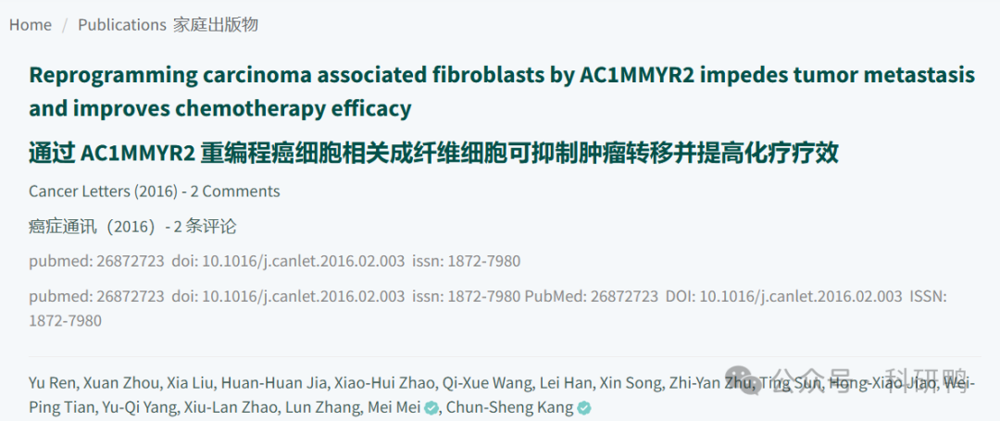 Home / Publications 家庭出版物
Reprogramming carcinoma associated fibroblasts by AC1MMYR2 impedes tumor metastasis
and improves chemotherapy efficacy
通过 AC1MMYR2 重编程癌细胞相关成纤维细胞可抑制肿瘤转移并提高化疗疗效
Cancer Letters (2016) - 2 Comments
癌症通讯（2016）- 2 条评论
pubmed: 26872723 doi: 10.1016/j.canlet.2016.02.003 issn: 1872-7980
pubmed: 26872723 doi: 10.1016/j.canlet.2016.02.003 issn: 1872-7980 PubMed: 26872723 DOI: 10.1016/j.canlet.2016.02.003 ISSN:
1872-7980
Yu Ren, Xuan Zhou, Xia Liu, Huan-Huan Jia, Xiao-Hui Zhao, Qi-Xue Wang, Lei Han, Xin Song, Zhi-Yan Zhu, Ting Sun, Hong-Xiao Jiao, Wei-
Ping Tian, Yu-Qi Yang, Xiu-Lan Zhao, Lun Zhang, Mei Mei, Chun-Sheng Kang
公众号 · 科研鸭